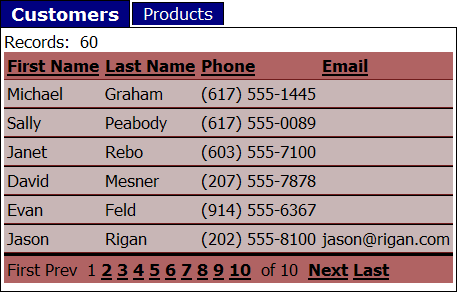 Customers Products
Records: 60
First Name Last Name Phone Email
Michael Graham (617) 555-1445
Sally Peabody (617) 555-0089
Janet Rebo (603) 555-7100
David Mesner (207) 555-7878
Evan Feld (914) 555-6367
Jason Rigan (202) 555-8100 jason@rigan.com
First Prev 1 2 3 4 5 6 7 8 9 10 of 10 Next Last